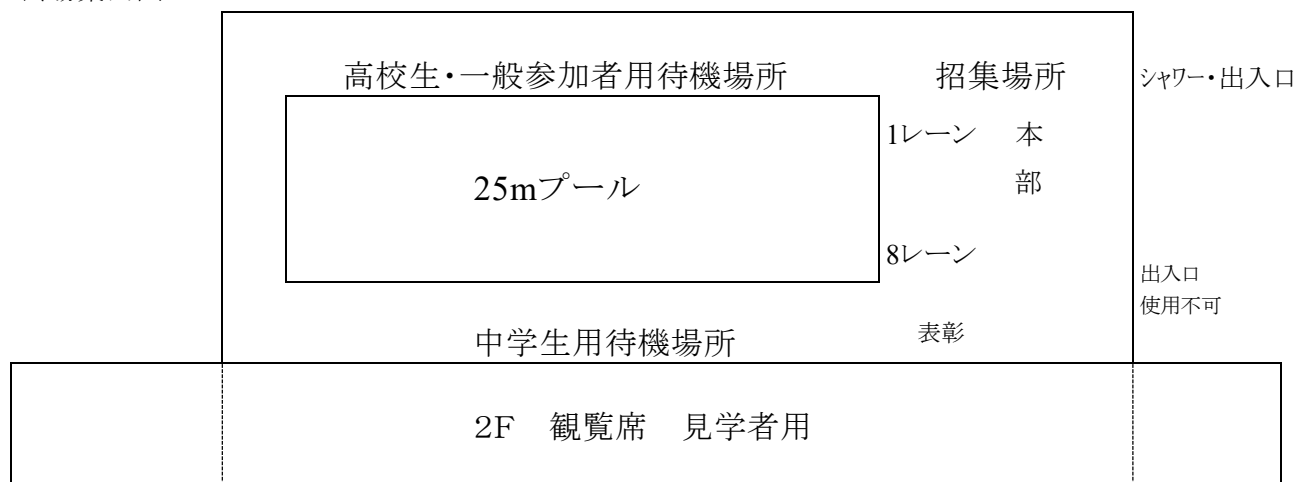 高校生・一般参加者用待機場所 招集場所 シャワー・出入口
1レーン 本
25mプール 部
8レーン
出入口
使用不可
中学生用待機場所 表彰
2F 観覧席 見学者用